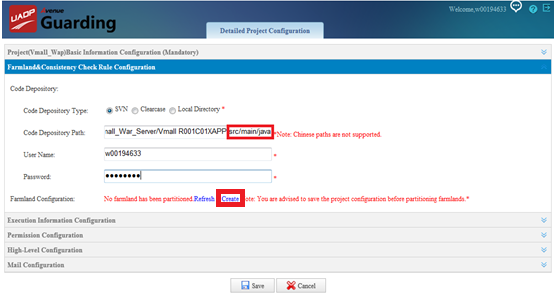 UADP
evenue
Guarding
Welcome,w00194633
Detailed Project Configuration
Project(Vmall_Wap)Basic Information Configuration (Mandatory)
Farmland&Consistency Check Rule Configuration
Code Depository:
Code Depository Type: SVN Clearcase Local Directory *
Code Depository Path: nall_War_Server/Vmall R001C01XAPP/src/main/java *Note: Chinese paths are not supported.
User Name: w00194633 *
Password: ●●●●●●●● *
Farmland Configuration: No farmland has been partitioned.Refresh Create Note: You are advised to save the project configuration before partitioning farmlands.*
Execution Information Configuration
Permission Configuration
High-Level Configuration
Mail Configuration
Save Cancel